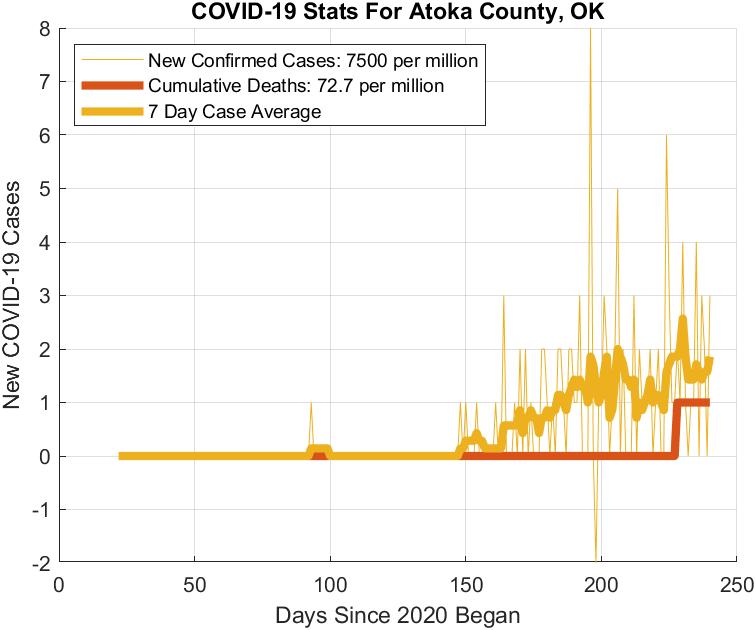 COVID-19 Stats For Atoka County, OK
New Confirmed Cases: 7500 per million
Cumulative Deaths: 72.7 per million
7 Day Case Average
New COVID-19 Cases
8
7
6
5
4
3
2
1
0
-1
-2
0 50 100 150 200 250
Days Since 2020 Began